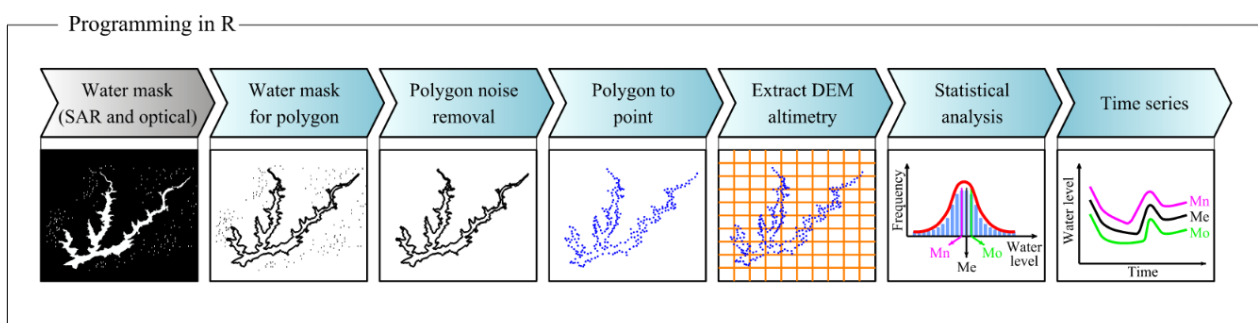 Programming in R
Water mask
(SAR and optical)
Water mask
for polygon
Polygon noise
removal
Polygon to
point
Extract DEM
altimetry
Statistical
analysis
Time series
Frequency
Water
level
Mn
Me
Mo
Water level
Mn
Me
Mo
Time